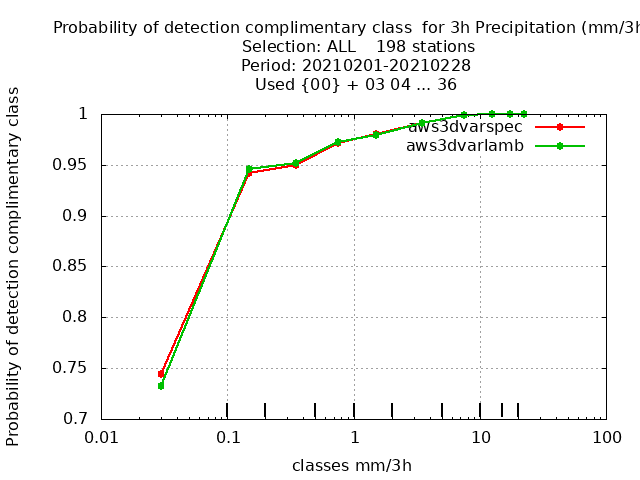 Probability of detection complimentary class  for 3h Precipitation (mm/3h
Selection: ALL    198 stations
Period: 20210201-20210228
Used {00} + 03 04 ... 36
Probability of detection complimentary class
1
0.95
0.9
0.85
0.8
0.75
0.7
aws3dvarspec
aws3dvarlamb
0.01 0.1 1 10 100
classes mm/3h